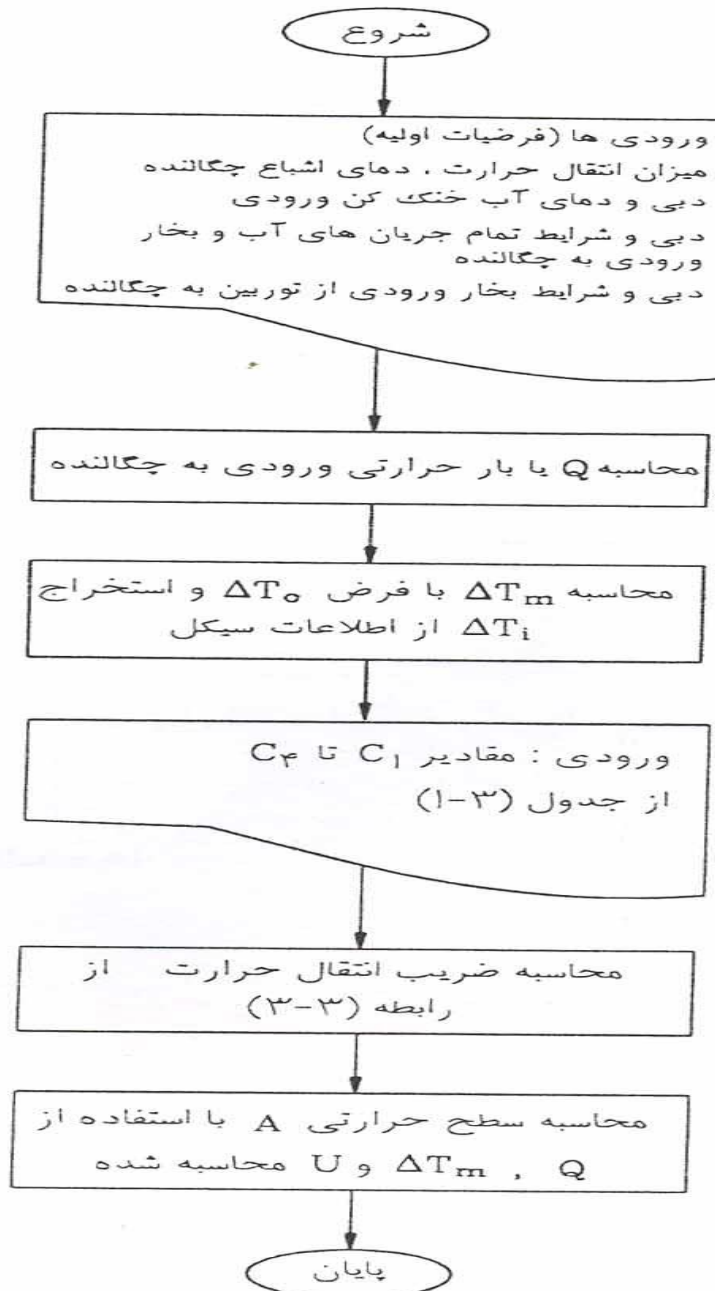 شروع
ورودی ها (فرضیات اولیه)
میزان انتقال حرارت ، دمای اشباع چگالنده
دبی و دمای آب خنک کن ورودی
دبی و شرایط تمام جریان های آب و بخار
ورودی به چگالنده
دبی و شرایط بخار ورودی از توربین به چگالنده
محاسبه Q یا بار حرارتی ورودی به چگالنده
محاسبه ΔTm با فرض ΔTo و استخراج
ΔTi از اطلاعات سیکل
ورودی : مقادیر C۱ تا C۴
از جدول (۳-۱)
محاسبه ضریب انتقال حرارت از
رابطه (۳-۳)
محاسبه سطح حرارتی A با استفاده از
Q , ΔTm و U محاسبه شده
پایان